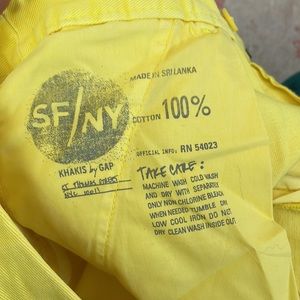 SF/NY
KHAKIS by GAP
MADE IN SRI LANKA
COTTON 100%
OFFICIAL INFO: RN 54023
TAKE CARE:
MACHINE WASH COLD WASH
AND DRY WITH SEPARATELY
ONLY NON CHLORINE BLEACH
WHEN NEEDED TUMBLE DRY
LOW COOL IRON DO NOT
DRY CLEAN WASH INSIDE OUT